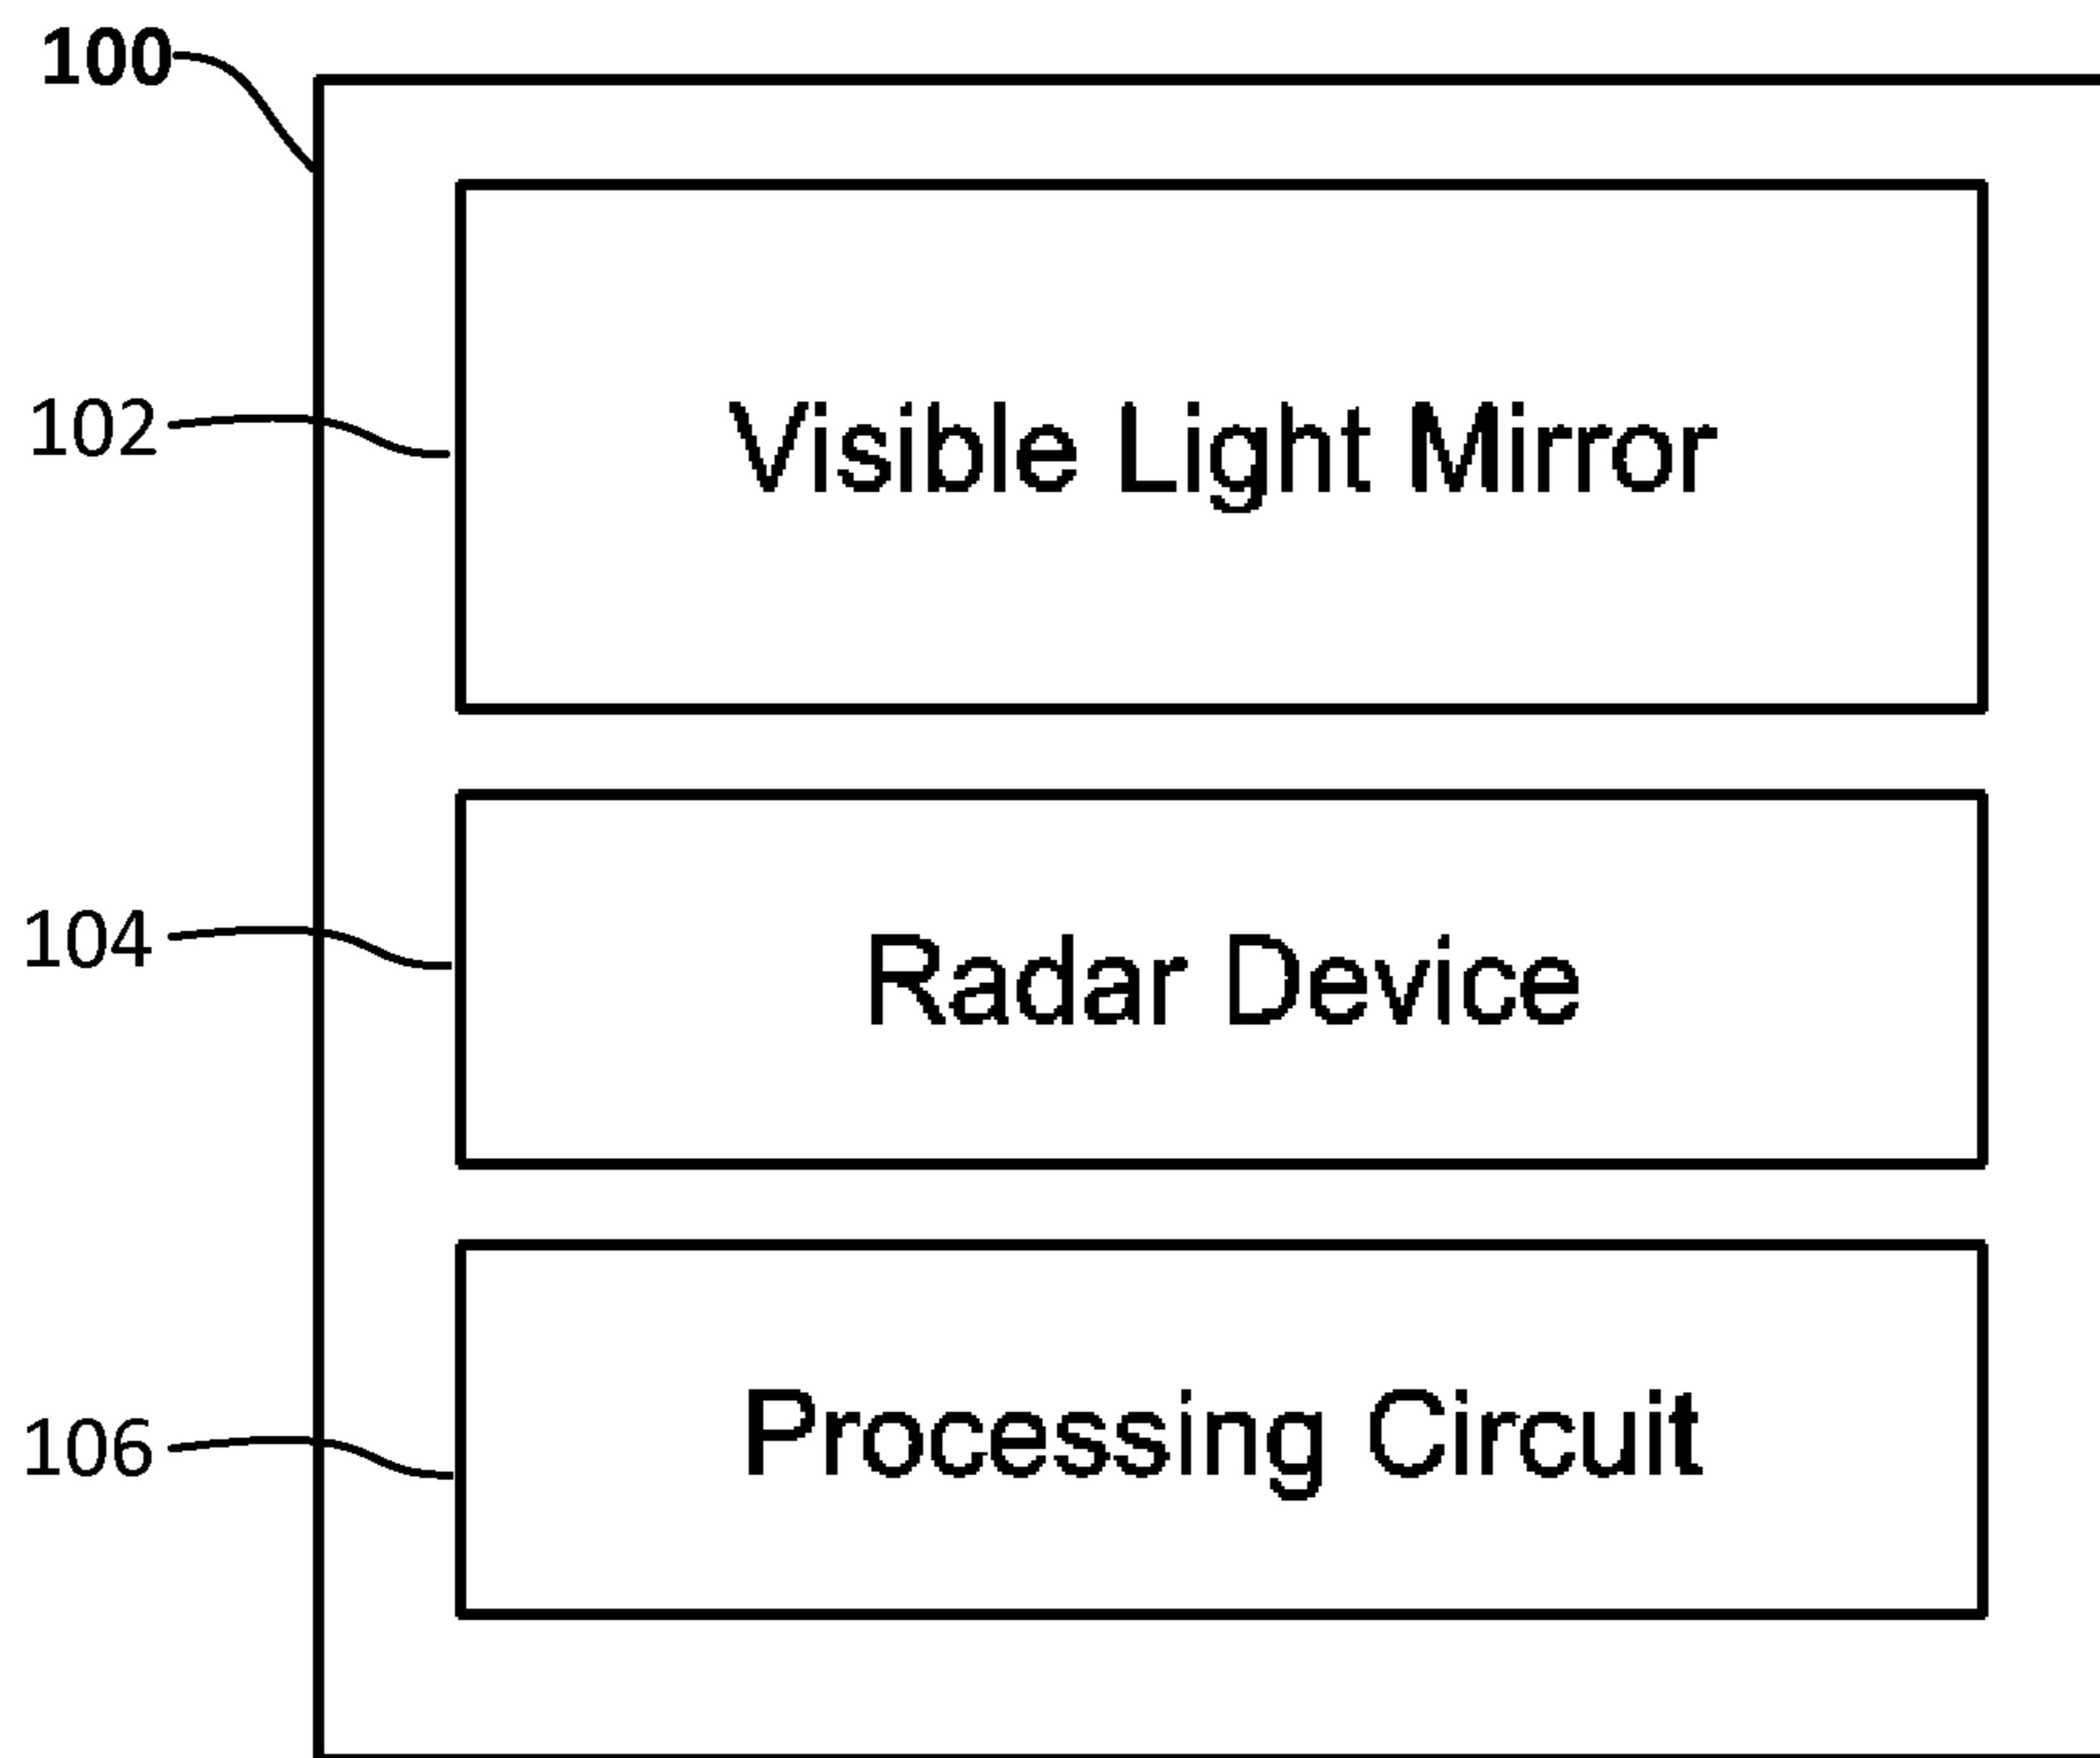 100
102
Visible Light Mirror
104
Radar Device
106
Processing Circuit